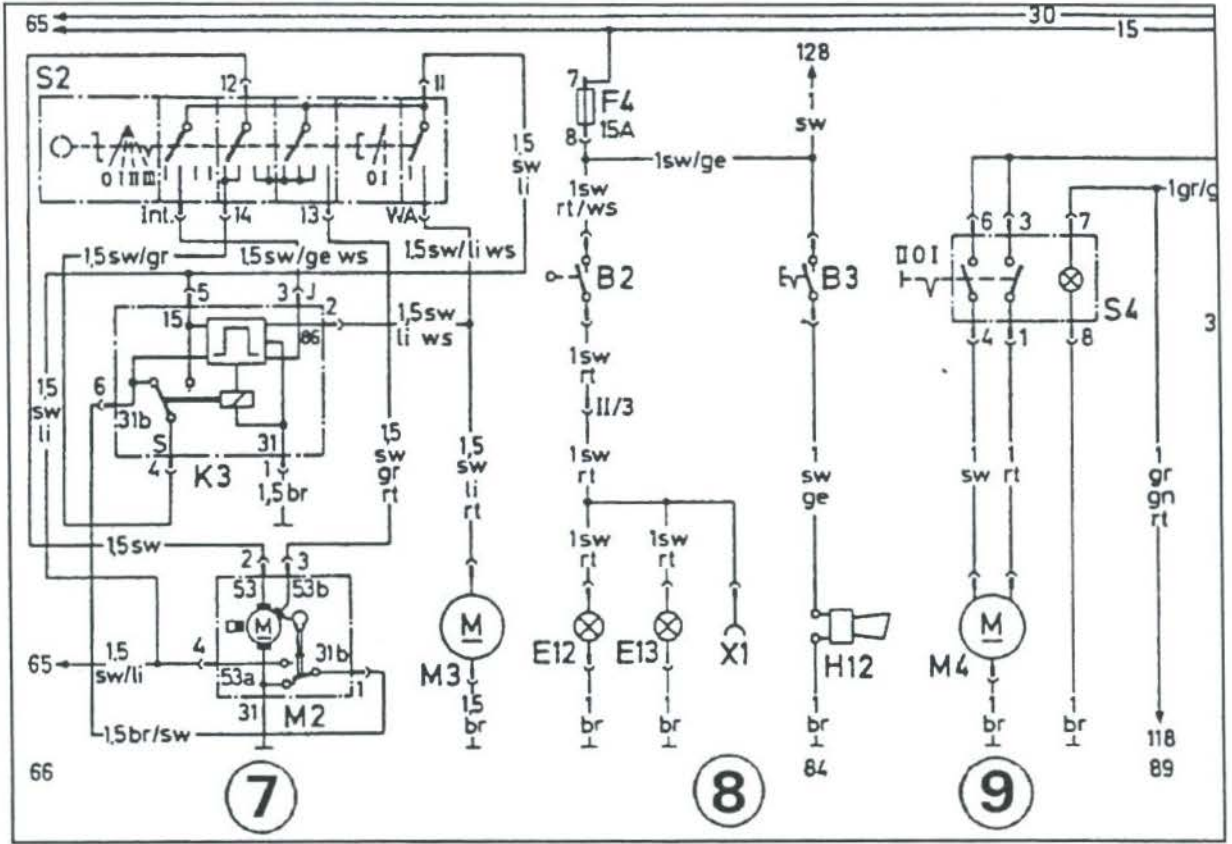 65
30
15
S2
12
11
7
F4
15A
8
128
1
sw
1,5
sw
li
1sw/ge
O I II III
O I
Int.
14
13
WA
1,5sw/gr
1,5sw/ge ws
1,5sw/li ws
1sw
rt/ws
6
3
7
1gr/g
II O I
B2
B3
S4
5
3
J
2
15
86
1,5sw
li ws
4
1
8
3
1sw
rt
II/3
1,5
sw
li
6
31b
S
31
4
K3
1
1,5br
1,5
sw
gr
rt
1,5
sw
li
rt
1sw
rt
1
sw
ge
1
sw
1
rt
1
gr
gn
rt
1,5sw
2
3
1sw
rt
1sw
rt
53
53b
M
4
31b
53a
1
31
M2
65
1,5
sw/li
1,5br/sw
M
M3
1,5
br
E12
E13
X1
H12
M
M4
1
br
1
br
1
br
84
1
br
1
br
118
89
66
7
8
9